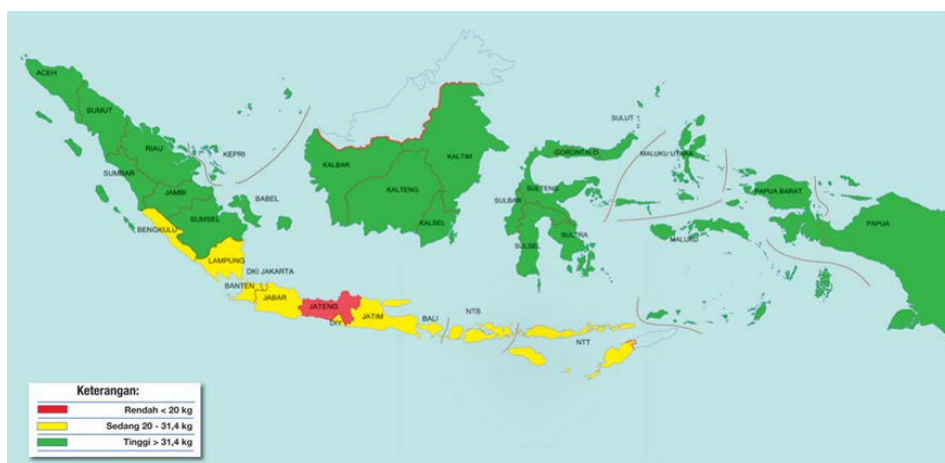 ACEH
SUMUT
RIAU
KEPRI
SUMBAR
JAMBI
BABEL
SUMSEL
BENGKULU
LAMPUNG
DKI JAKARTA
BANTEN
JABAR
JATENG
DIY
JATIM
BALI
NTB
NTT
KALBAR
KALTENG
KALTIM
KALSEL
SULUT
GORONTALO
SULTENG
SULBAR
SULTRA
SULSEL
MALUKU UTARA
MALUKU
PAPUA BARAT
PAPUA
Keterangan:
Rendah < 20 kg
Sedang 20 - 31,4 kg
Tinggi > 31,4 kg